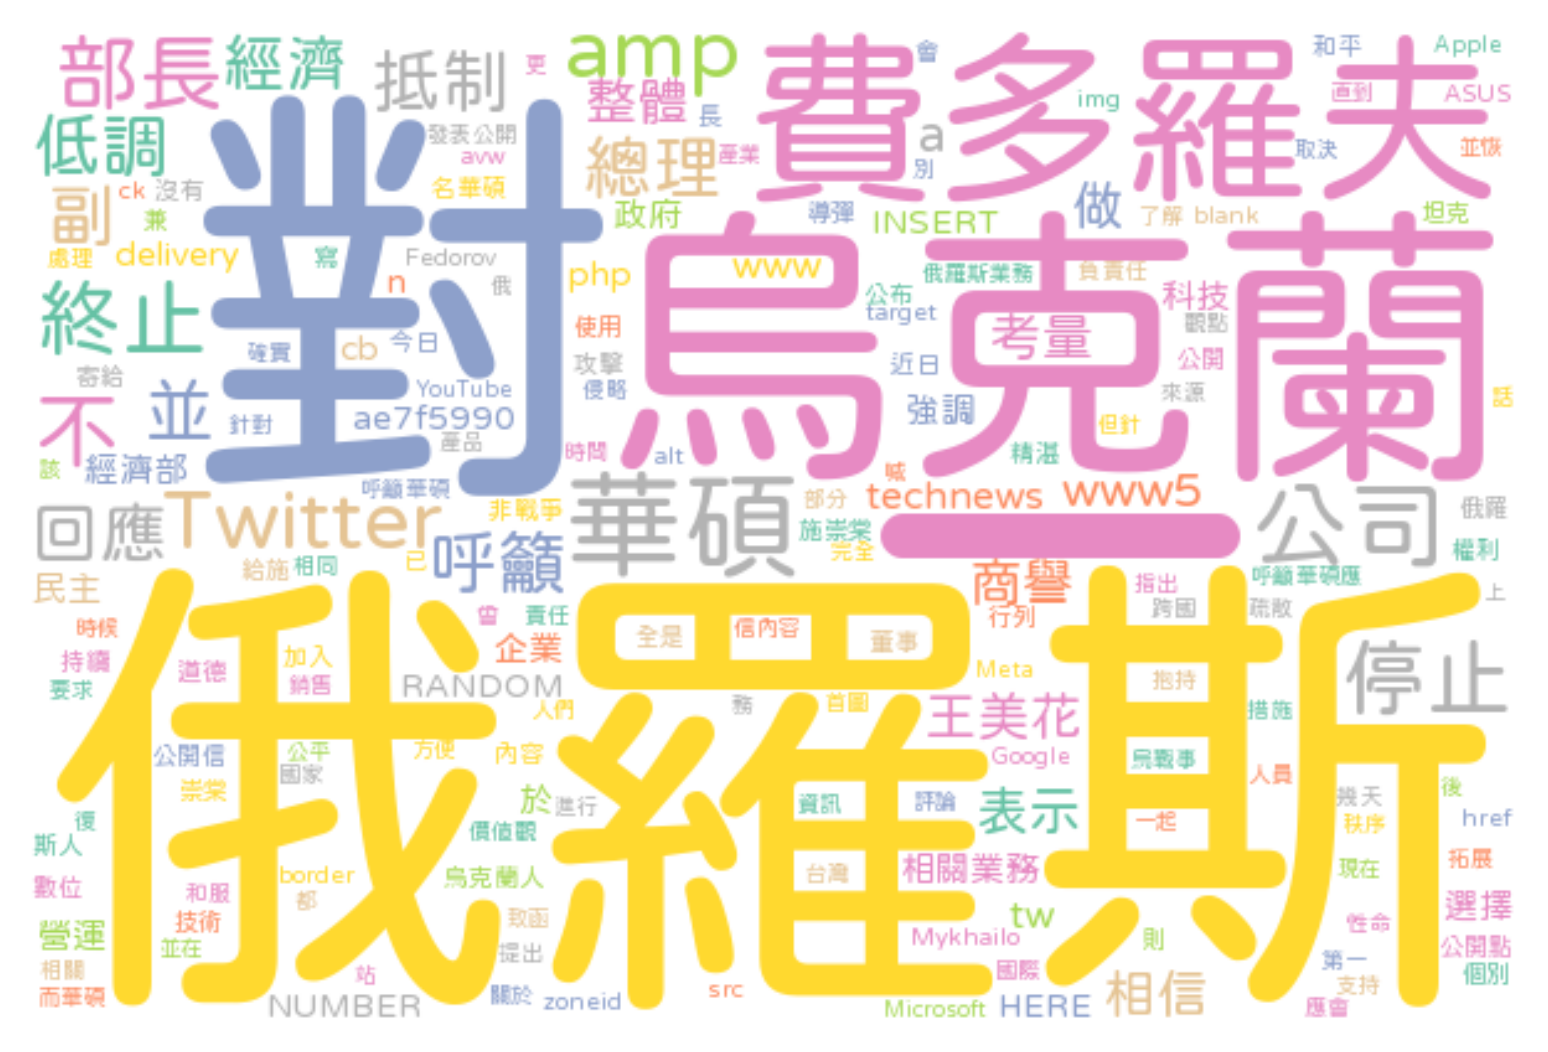 部長
經濟
抵制
更
amp
會
和平
Apple
低調
發表公開
avw
整體
長
img
直到
ASUS
副
ck
沒有
名華碩
總理
產業
a
別
取決
並恢
兼
政府
導彈
INSERT
做
了解
blank
坦克
處理
delivery
寫
Fedorov
n
俄
php
www
俄羅斯業務
負責任
科技
終止
對
費多羅夫
烏克蘭
公布
target
考量
觀點
確實
cb
今日
使用
攻擊
近日
公開
寄給
並
YouTube
侵略
來源
話
不
針對
ae7f5990
產品
強調
但針
該
經濟部
時間
alt
精湛
呼籲華碩
喊
回應
Twitter
非戰爭
華碩
部分
technews
www5
公司
俄羅
施崇棠
完全
一
權利
民主
給施
相同
已
呼籲
商譽
指出
呼籲華碩應
上
時候
曾
責任
行列
跨國
疏散
持續
道德
加入
企業
全是
信內容
董事
Meta
要求
銷售
RANDOM
抱持
停止
人們
務
首圖
王美花
措施
公開信
公平
方便
內容
Google
烏戰事
國家
人員
崇棠
於
進行
資訊
評論
表示
幾天
後
復
價值觀
一起
秩序
href
斯人
俄羅斯
數位
和服
border
都
烏克蘭人
台灣
相關業務
現在
拓展
技術
致函
tw
選擇
營運
並在
提出
Mykhailo
則
牲命
公開點
相關
站
國際
第一
個別
而華碩
NUMBER
關於
zoneid
src
Microsoft
HERE
相信
支持
應會